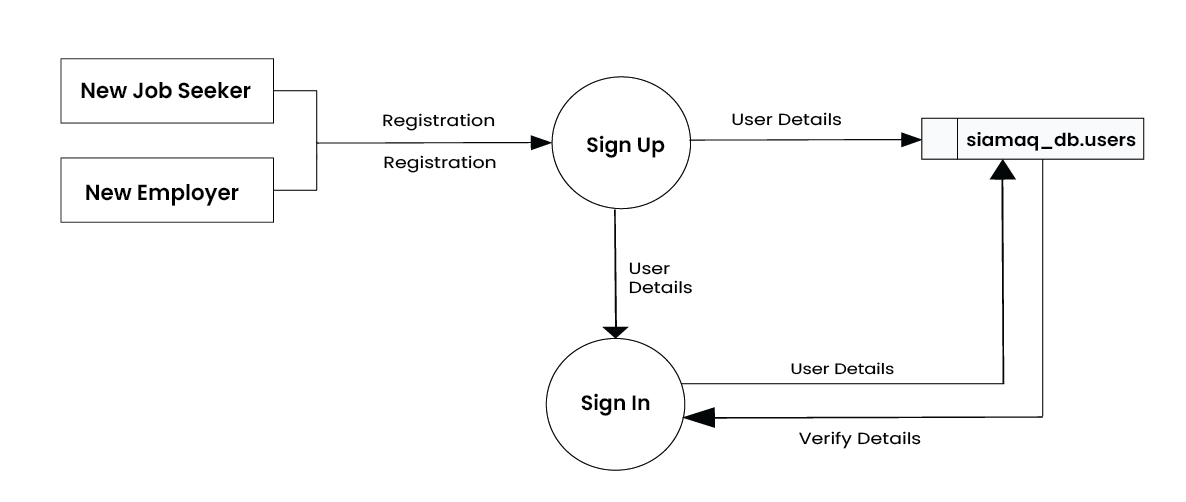 New Job Seeker
New Employer
Registration
Registration
Sign Up
User Details
siamaq_db.users
User
Details
Sign In
User Details
Verify Details